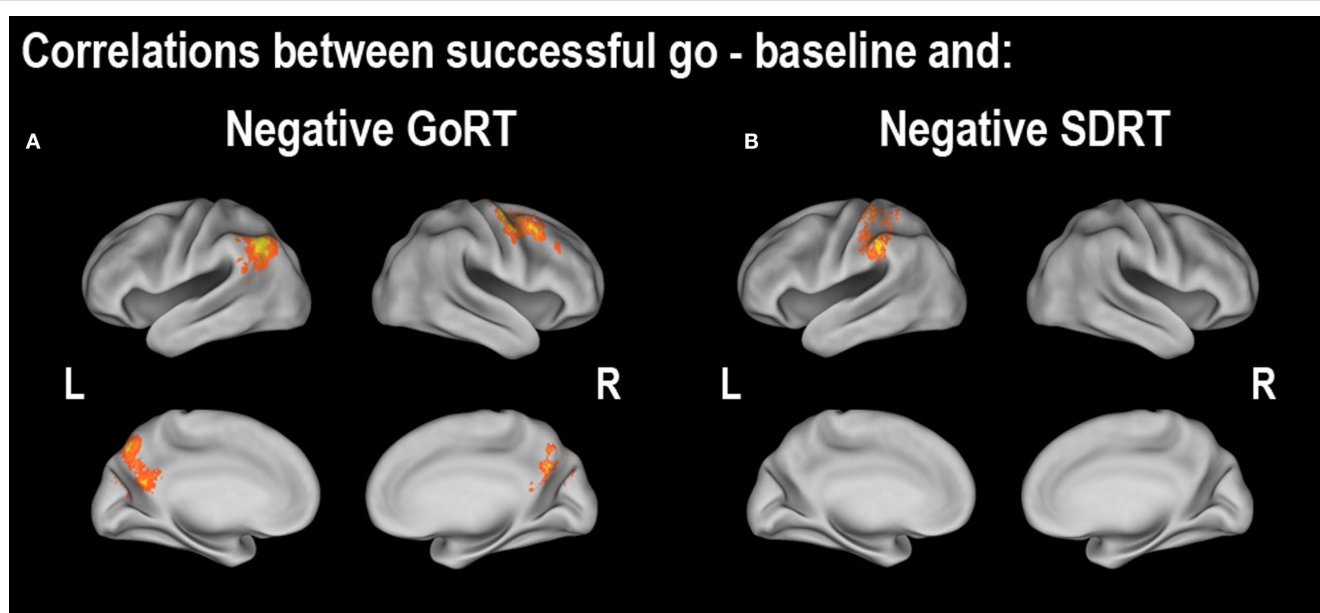 Correlations between successful go - baseline and:
A
Negative GoRT
B
Negative SDRT
L
R
L
R